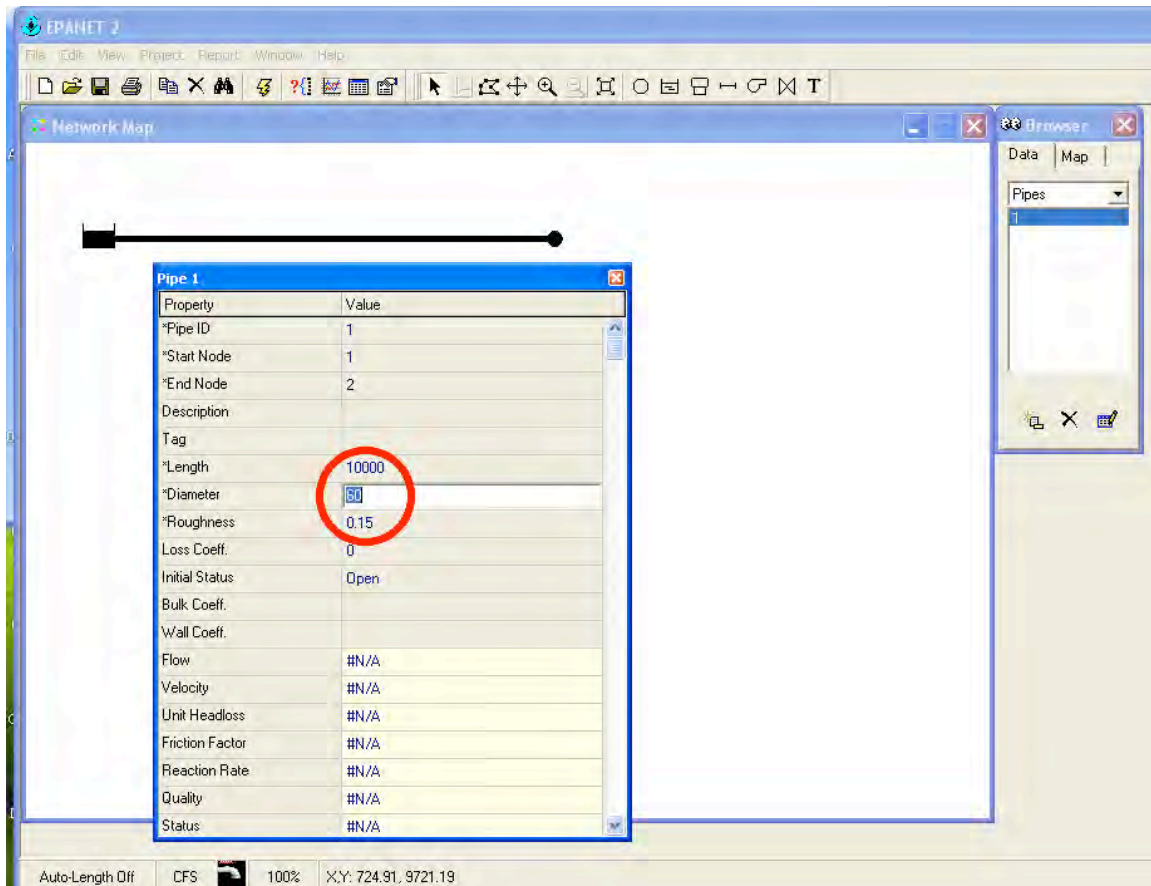 EPANET 2
File Edit View Project Report Window Help
T
Network Map
Browser
Data Map
Pipes
1
Pipe 1
Property Value
*Pipe ID 1
*Start Node 1
*End Node 2
Description
Tag
*Length 10000
*Diameter 60
*Roughness 0.15
Loss Coeff. 0
Initial Status Open
Bulk Coeff.
Wall Coeff.
Flow #N/A
Velocity #N/A
Unit Headloss #N/A
Friction Factor #N/A
Reaction Rate #N/A
Quality #N/A
Status #N/A
Auto-Length Off CFS 100% X,Y: 724.91, 9721.19